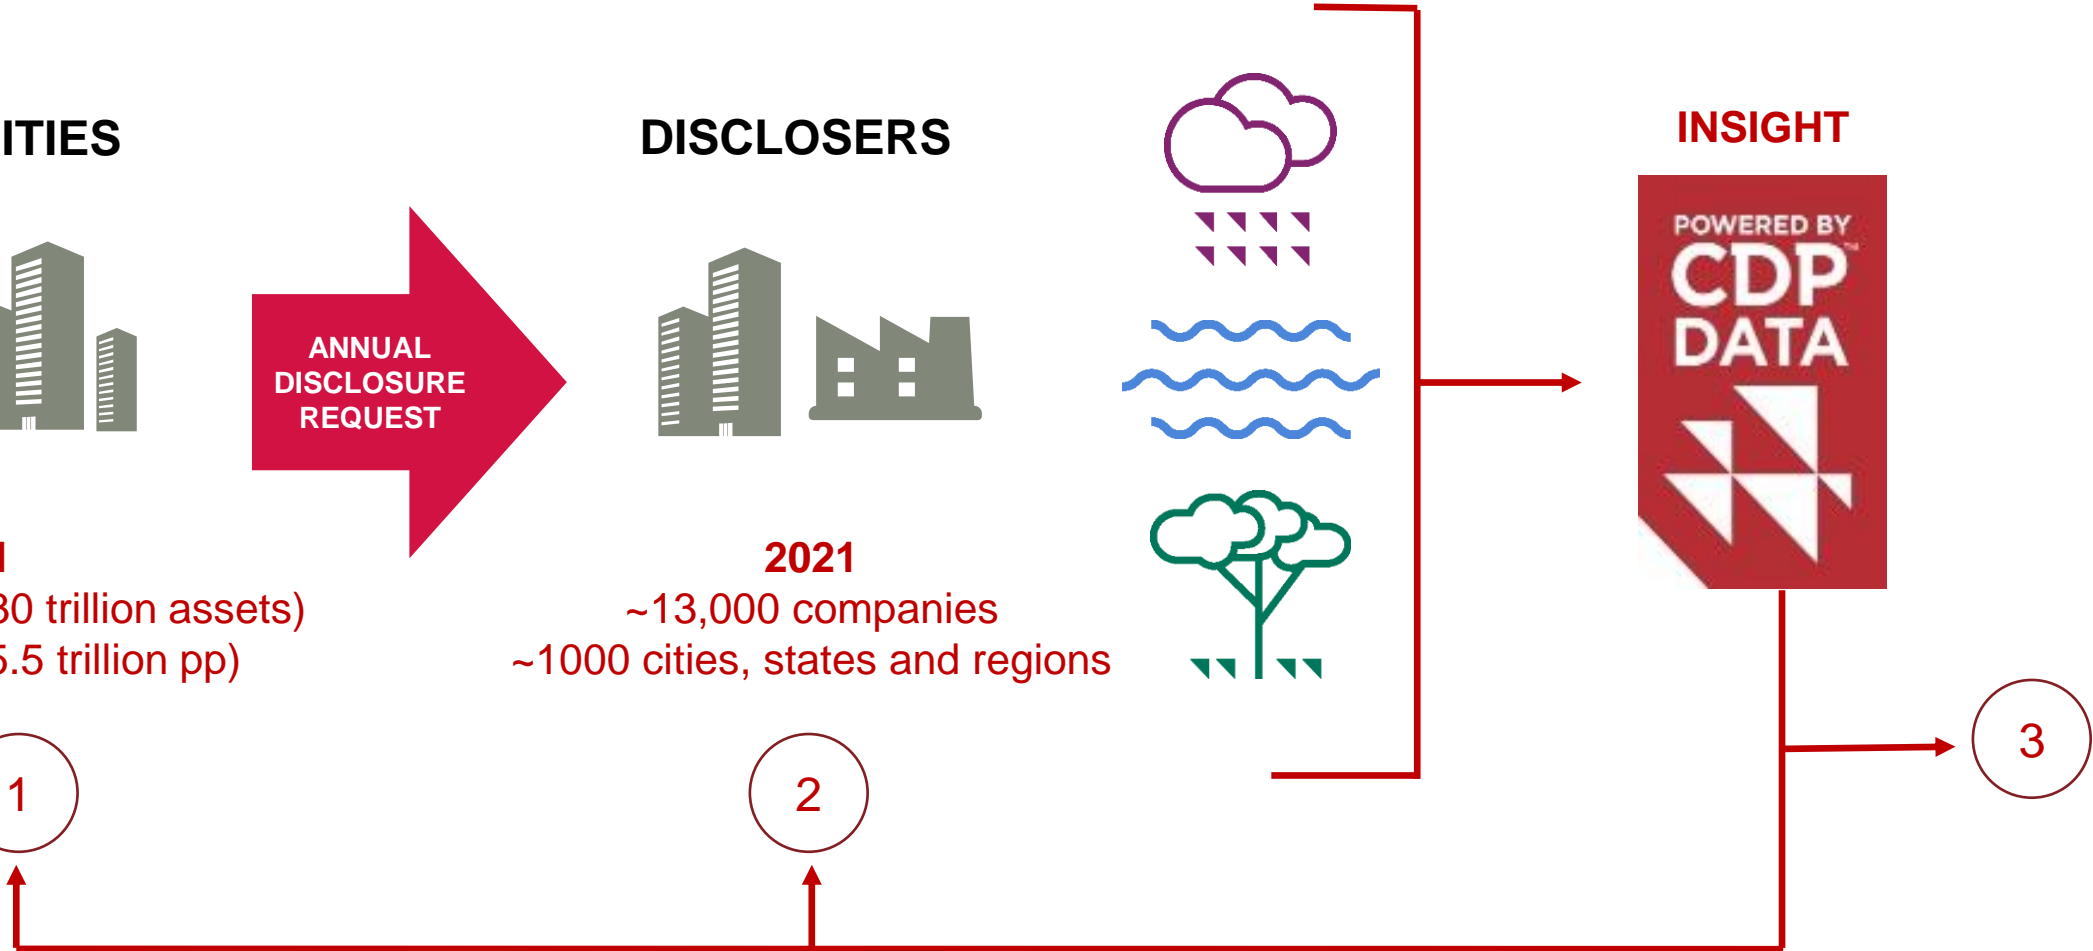 ITIES
DISCLOSERS
INSIGHT
POWERED BY
CDP™
DATA
ANNUAL
DISCLOSURE
REQUEST
30 trillion assets)
5.5 trillion pp)
2021
~13,000 companies
~1000 cities, states and regions
1
2
3